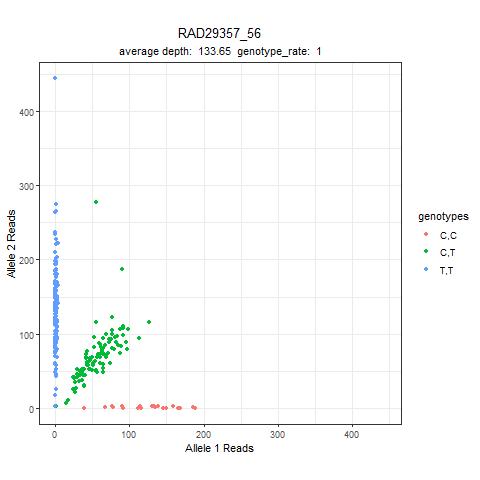 RAD29357_56
average depth:  133.65  genotype_rate:  1
Allele 2 Reads
400
300
200
100
0
0 100 200 300 400
Allele 1 Reads
genotypes
C,C
C,T
T,T